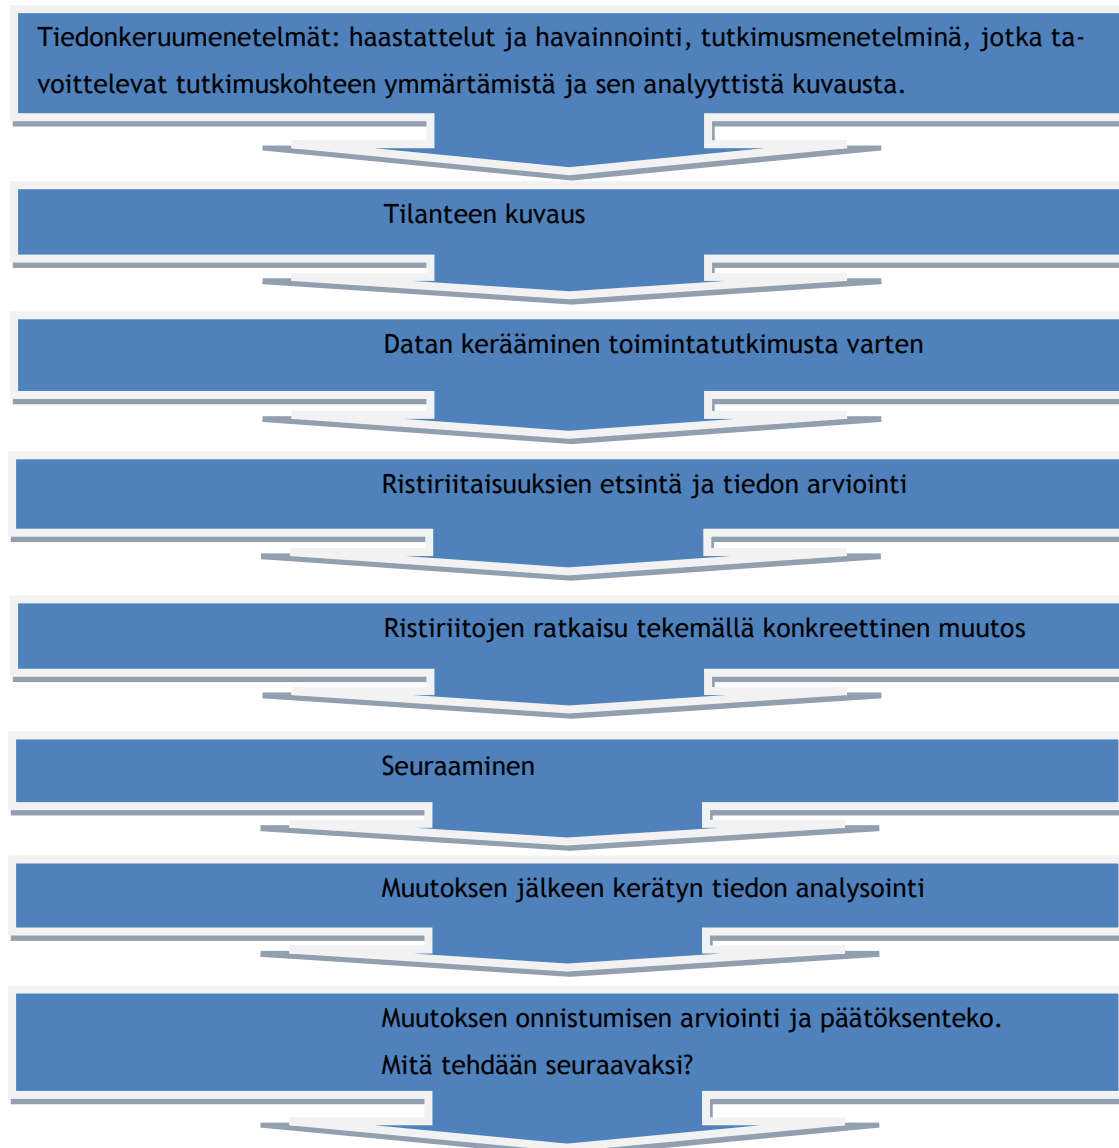 Tiedonkeruumenetelmät: haastattelut ja havainnointi, tutkimusmenetelminä, jotka ta-
voittelevat tutkimuskohteen ymmärtämistä ja sen analyyttistä kuvausta.
Tilanteen kuvaus
Datan kerääminen toimintatutkimusta varten
Ristiriitaisuuksien etsintä ja tiedon arviointi
Ristiriitojen ratkaisu tekemällä konkreettinen muutos
Seuraaminen
Muutoksen jälkeen kerätyn tiedon analysointi
Muutoksen onnistumisen arviointi ja päätöksenteko.
Mitä tehdään seuraavaksi?